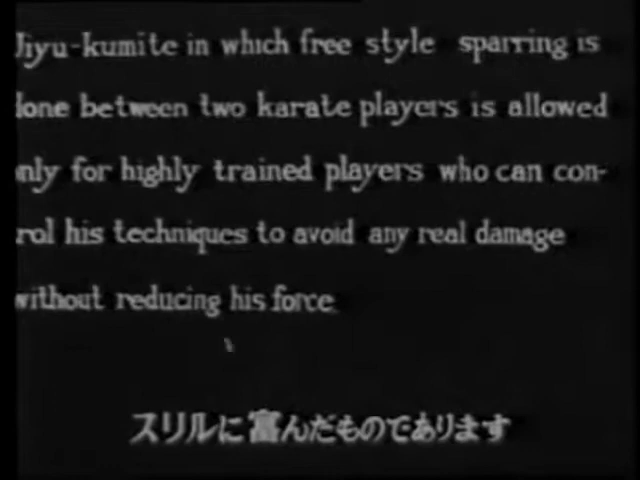 Jiyu-kumite in which free style sparring is
done between two karate players is allowed
only for highly trained players who can con-
rol his techniques to avoid any real damage
without reducing his force
スリルに富んだものであります